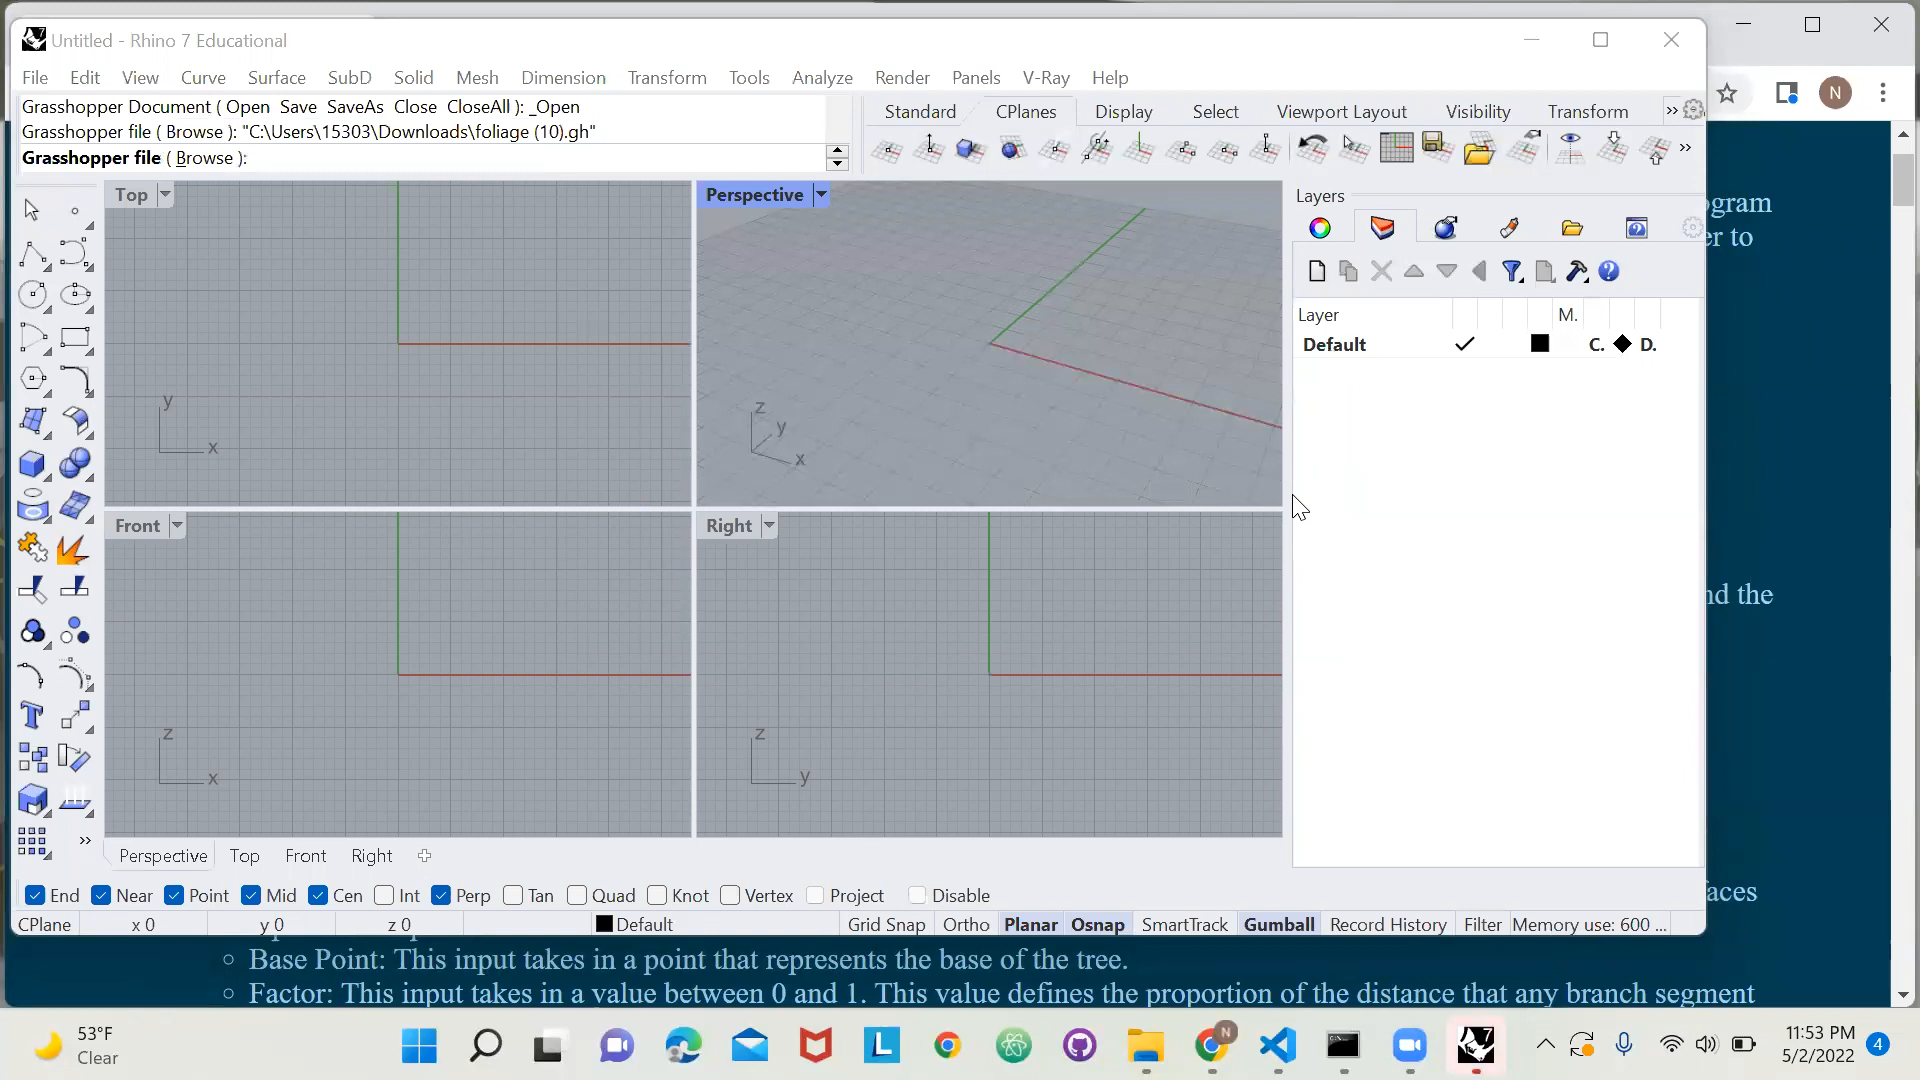 Untitled - Rhino 7 Educational
File Edit View Curve Surface SubD Solid Mesh Dimension Transform Tools Analyze Render Panels V-Ray Help
Grasshopper Document ( Open Save SaveAs Close CloseAll ): _Open
Grasshopper file ( Browse ): "C:\Users\15303\Downloads\foliage (10).gh"
Grasshopper file ( Browse ):
Standard CPlanes Display Select Viewport Layout Visibility Transform
N
Top
Perspective
Layers
ogram
er to
Layer M.
Default C. D.
y
x
z
y
x
Front
Right
nd the
z
x
z
y
Perspective Top Front Right
End Near Point Mid Cen Int Perp Tan Quad Knot Vertex Project Disable
faces
CPlane x 0 y 0 z 0 Default Grid Snap Ortho Planar Osnap SmartTrack Gumball Record History Filter Memory use: 600 ...
Base Point: This input takes in a point that represents the base of the tree.
Factor: This input takes in a value between 0 and 1. This value defines the proportion of the distance that any branch segment
53°F
Clear
L
N
7
11:53 PM
5/2/2022
4